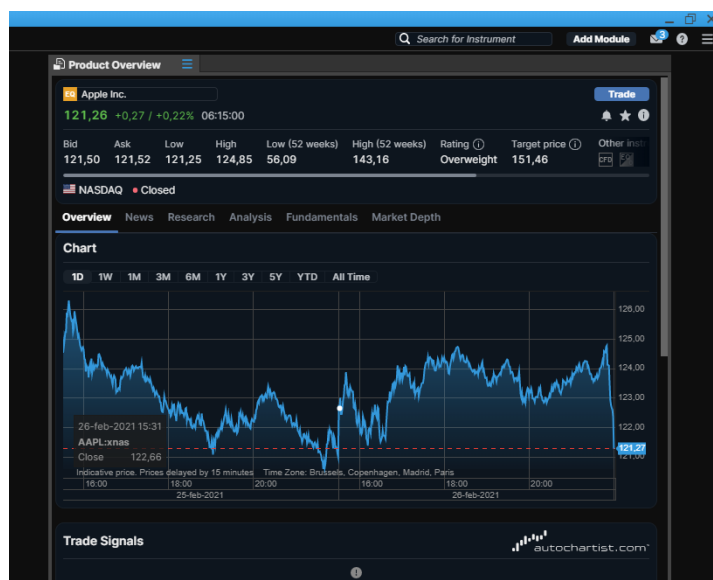 Search for Instrument
Add Module
3
Product Overview
EQ Apple Inc.
Trade
121,26 +0,27 / +0,22% 06:15:00
Bid Ask Low High Low (52 weeks) High (52 weeks) Rating Target price Other instr
121,50 121,52 121,25 124,85 56,09 143,16 Overweight 151,46 CFD
NASDAQ Closed
Overview News Research Analysis Fundamentals Market Depth
Chart
1D 1W 1M 3M 6M 1Y 3Y 5Y YTD All Time
126,00
125,00
124,00
123,00
26-feb-2021 15:31
122,00
AAPL:xnas
121,27
Close 122,66
121,00
Indicative price. Prices delayed by 15 minutes Time Zone: Brussels, Copenhagen, Madrid, Paris
16:00 18:00 20:00 16:00 18:00 20:00
25-feb-2021 26-feb-2021
Trade Signals
autochartist.com